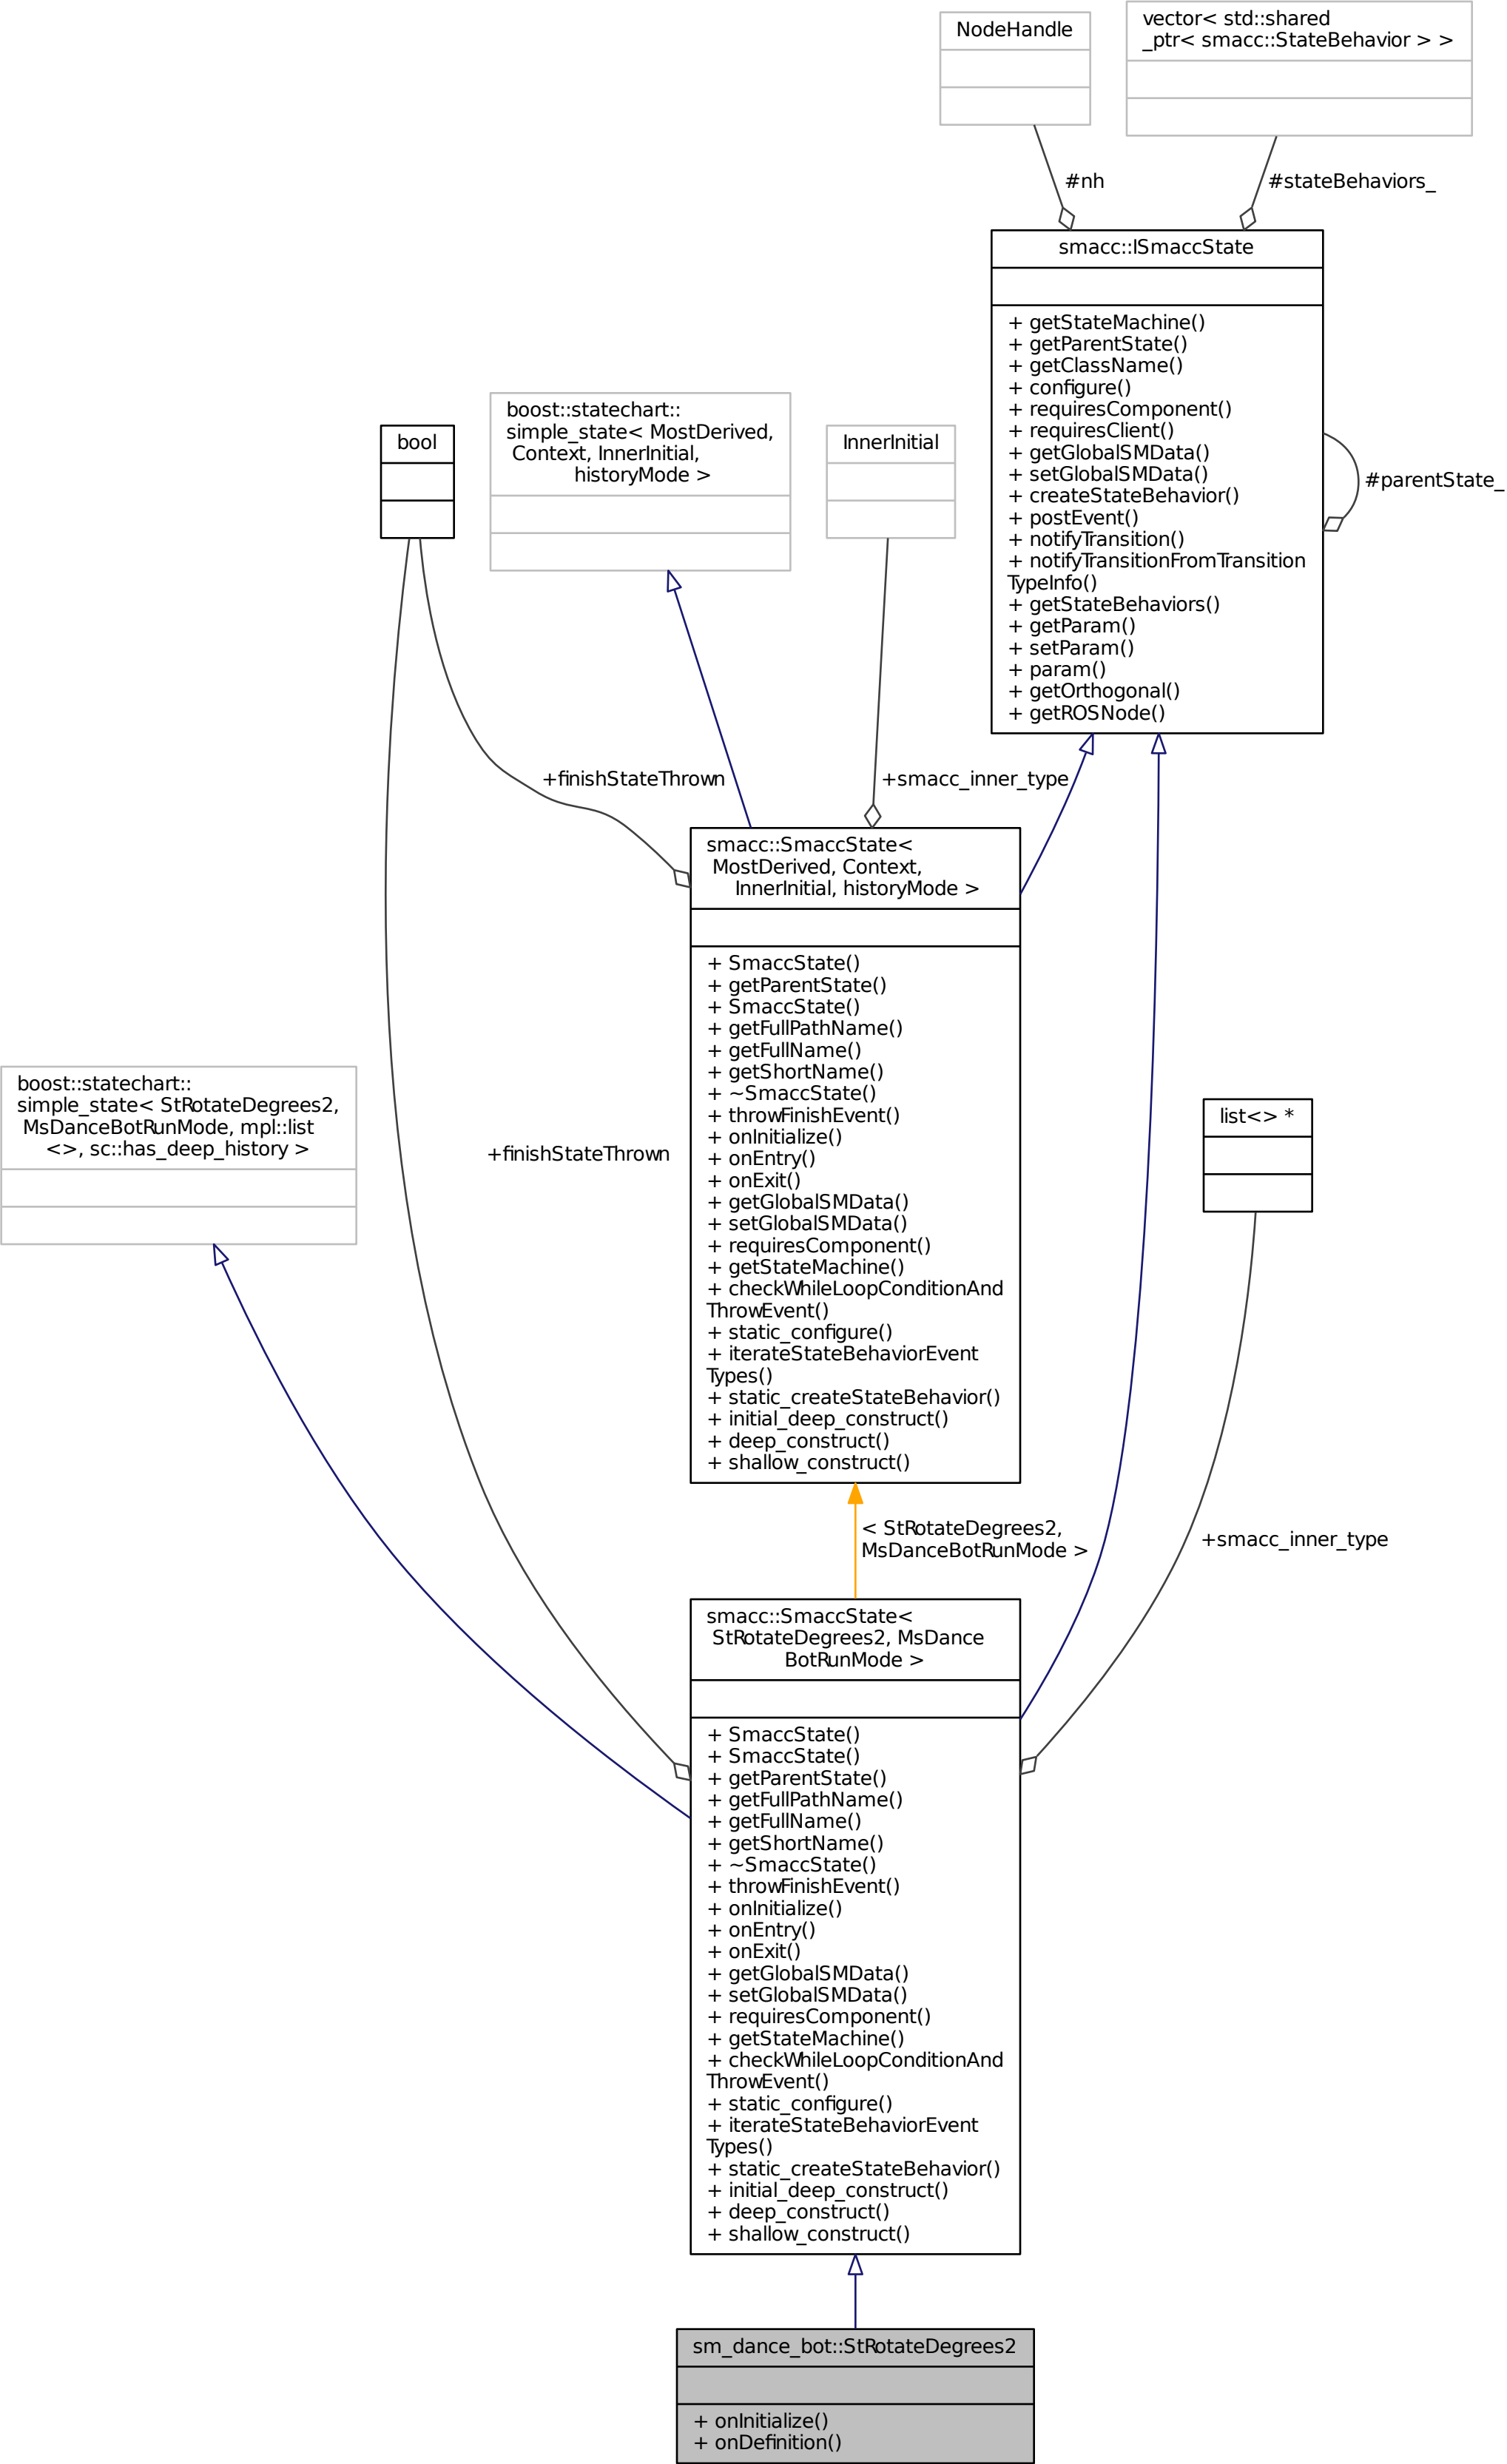 NodeHandle
vector< std::shared
_ptr< smacc::StateBehavior > >
#nh
#stateBehaviors_
smacc::ISmaccState
+ getStateMachine()
+ getParentState()
+ getClassName()
+ configure()
+ requiresComponent()
+ requiresClient()
+ getGlobalSMData()
+ setGlobalSMData()
+ createStateBehavior()
+ postEvent()
+ notifyTransition()
+ notifyTransitionFromTransition
TypeInfo()
+ getStateBehaviors()
+ getParam()
+ setParam()
+ param()
+ getOrthogonal()
+ getROSNode()
#parentState_
bool
boost::statechart::
simple_state< MostDerived,
Context, InnerInitial,
historyMode >
InnerInitial
+finishStateThrown
+smacc_inner_type
smacc::SmaccState<
MostDerived, Context,
InnerInitial, historyMode >
+ SmaccState()
+ getParentState()
+ SmaccState()
+ getFullPathName()
+ getFullName()
+ getShortName()
+ ~SmaccState()
+ throwFinishEvent()
+ onInitialize()
+ onEntry()
+ onExit()
+ getGlobalSMData()
+ setGlobalSMData()
+ requiresComponent()
+ getStateMachine()
+ checkWhileLoopConditionAnd
ThrowEvent()
+ static_configure()
+ iterateStateBehaviorEvent
Types()
+ static_createStateBehavior()
+ initial_deep_construct()
+ deep_construct()
+ shallow_construct()
boost::statechart::
simple_state< StRotateDegrees2,
MsDanceBotRunMode, mpl::list
<>, sc::has_deep_history >
+finishStateThrown
list<> *
< StRotateDegrees2,
MsDanceBotRunMode >
+smacc_inner_type
smacc::SmaccState<
StRotateDegrees2, MsDance
BotRunMode >
+ SmaccState()
+ SmaccState()
+ getParentState()
+ getFullPathName()
+ getFullName()
+ getShortName()
+ ~SmaccState()
+ throwFinishEvent()
+ onInitialize()
+ onEntry()
+ onExit()
+ getGlobalSMData()
+ setGlobalSMData()
+ requiresComponent()
+ getStateMachine()
+ checkWhileLoopConditionAnd
ThrowEvent()
+ static_configure()
+ iterateStateBehaviorEvent
Types()
+ static_createStateBehavior()
+ initial_deep_construct()
+ deep_construct()
+ shallow_construct()
sm_dance_bot::StRotateDegrees2
+ onInitialize()
+ onDefinition()